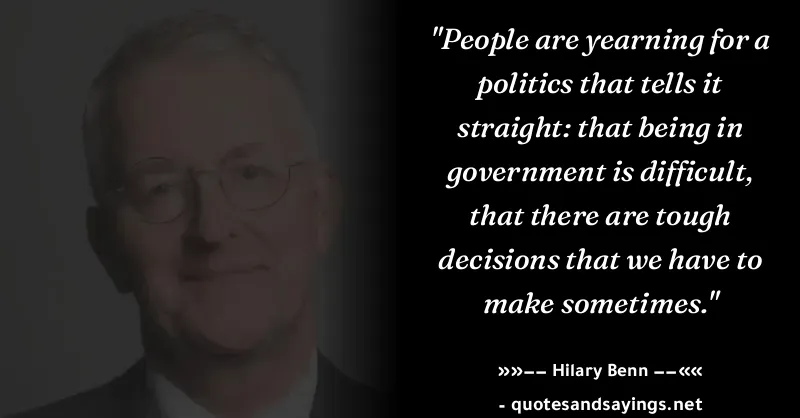 "People are yearning for a
politics that tells it
straight: that being in
government is difficult,
that there are tough
decisions that we have to
make sometimes."
»»−− Hilary Benn −−««
- quotesandsayings.net